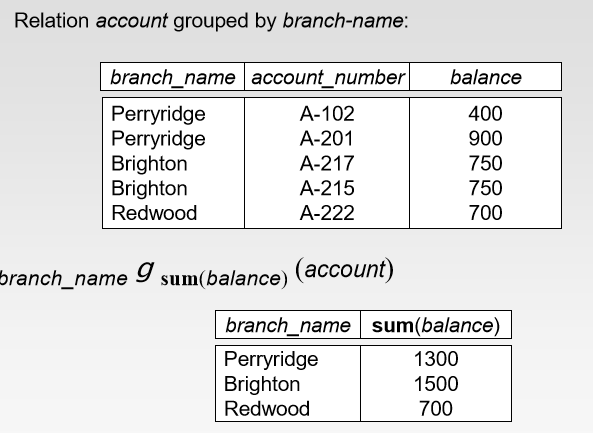 Relation account grouped by branch-name:
branch_name account_number balance
Perryridge A-102 400
Perryridge A-201 900
Brighton A-217 750
Brighton A-215 750
Redwood A-222 700
branch_name g sum(balance) (account)
branch_name sum(balance)
Perryridge 1300
Brighton 1500
Redwood 700